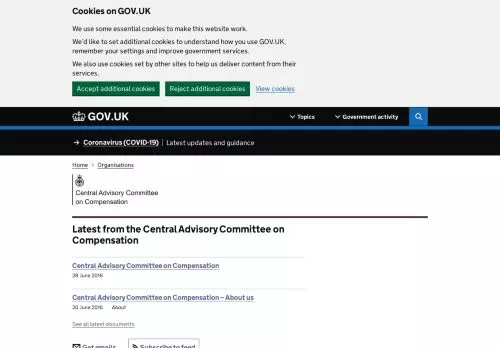 Cookies on GOV.UK
We use some essential cookies to make this website work.
We'd like to set additional cookies to understand how you use GOV.UK,
remember your settings and improve government services.
We also use cookies set by other sites to help us deliver content from their
services.
Accept additional cookies
Reject additional cookies
View cookies
GOV.UK
Topics
Government activity
Coronavirus (COVID-19)
Latest updates and guidance
Home
Organisations
Central Advisory Committee
on Compensation
Latest from the Central Advisory Committee on
Compensation
Central Advisory Committee on Compensation
28 June 2016
Central Advisory Committee on Compensation – About us
20 June 2016 About
See all latest documents
Get emails
Subscribe to feed